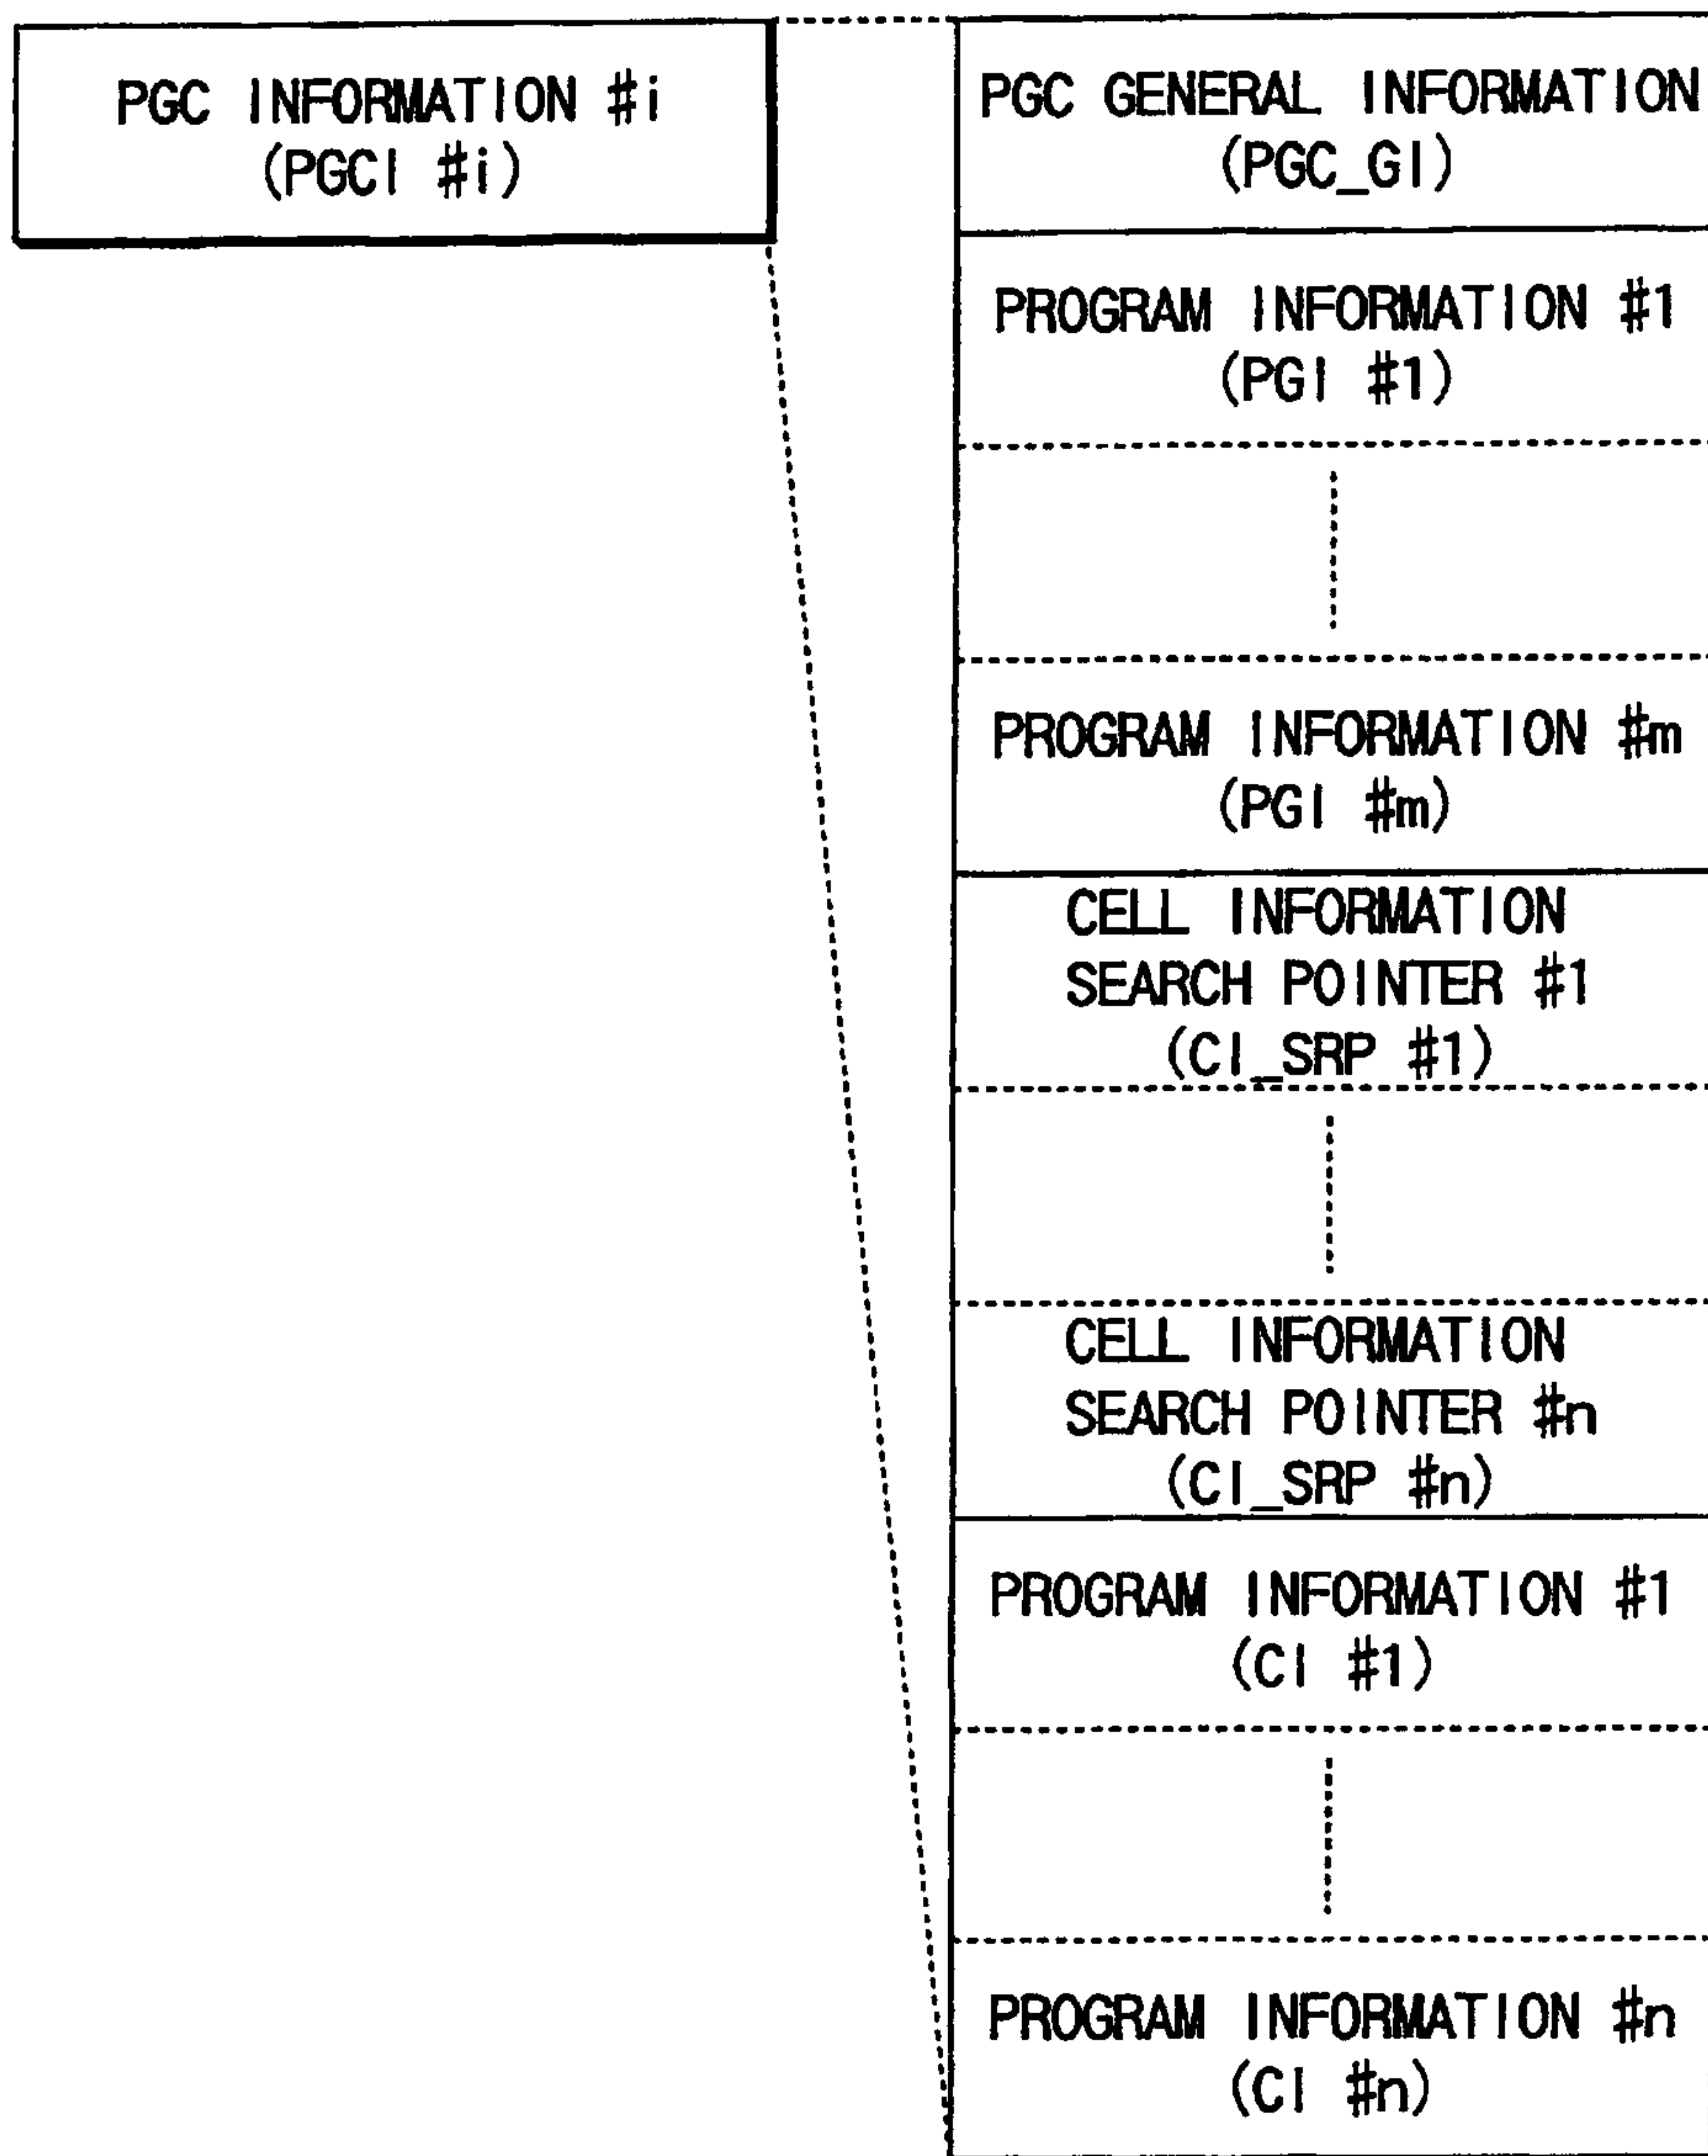 PGC INFORMATION #i
(PGCI #i)
PGC GENERAL INFORMATION
(PGC_GI)
PROGRAM INFORMATION #1
(PGI #1)
PROGRAM INFORMATION #m
(PGI #m)
CELL INFORMATION
SEARCH POINTER #1
(CI_SRP #1)
CELL INFORMATION
SEARCH POINTER #n
(CI_SRP #n)
PROGRAM INFORMATION #1
(CI #1)
PROGRAM INFORMATION #n
(CI #n)